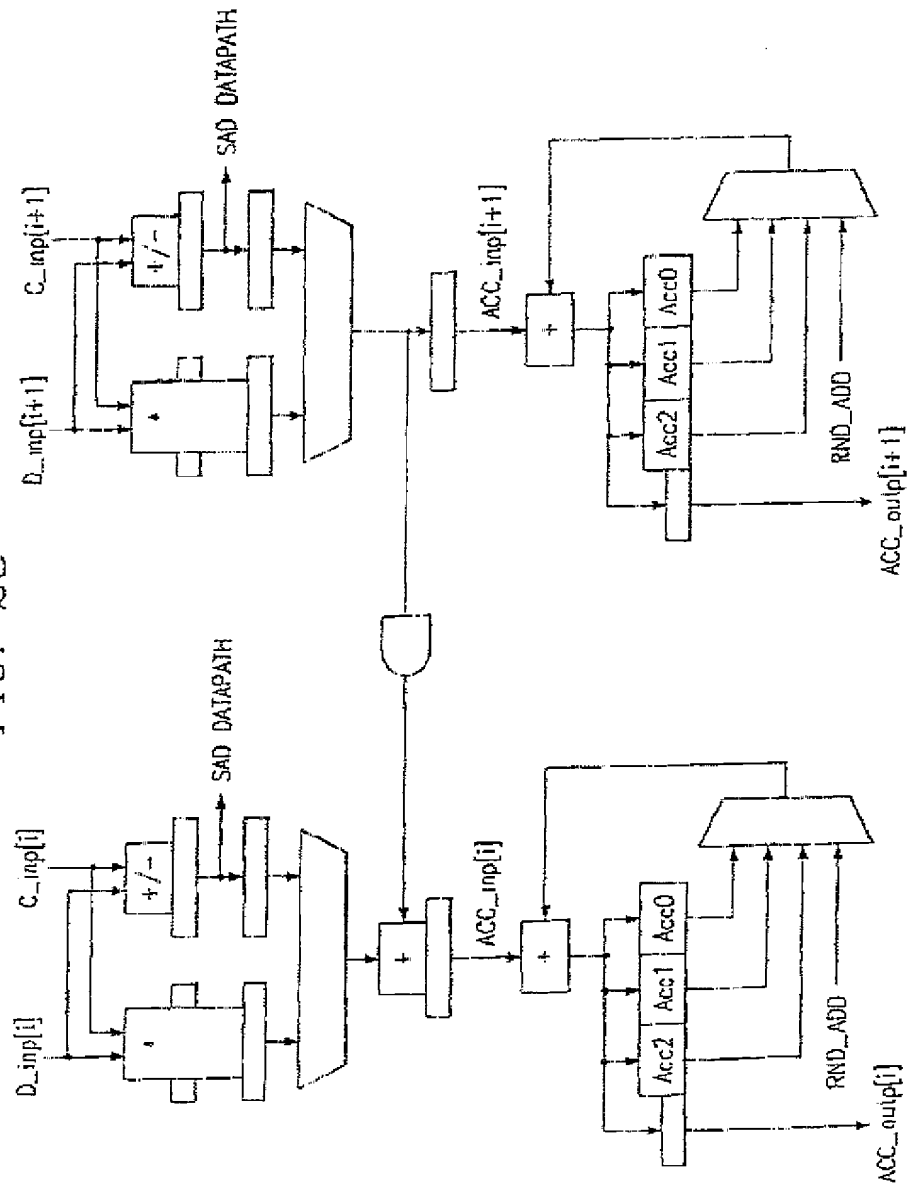 D_inp[i]
C_inp[i]
+/-
SAD DATAPATH
+
ACC_inp[i]
+
Acc2
Acc1
Acc0
RND_ADD
ACC_outp[i]
D_inp[i+1]
C_inp[i+1]
*
+/-
SAD DATAPATH
ACC_inp[i+1]
+
Acc2
Acc1
Acc0
RND_ADD
ACC_outp[i+1]